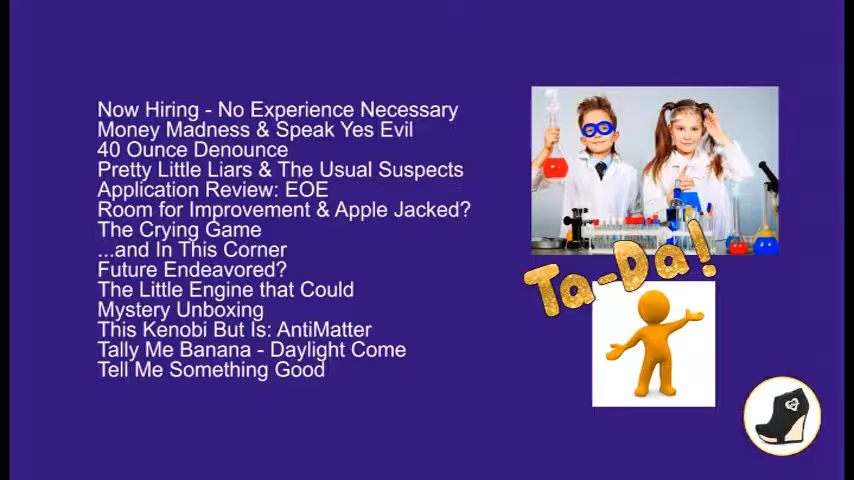 Now Hiring - No Experience Necessary
Money Madness & Speak Yes Evil
40 Ounce Denounce
Pretty Little Liars & The Usual Suspects
Application Review: EOE
Room for Improvement & Apple Jacked?
The Crying Game
...and In This Corner
Future Endeavored?
The Little Engine that Could
Mystery Unboxing
This Kenobi But Is: AntiMatter
Tally Me Banana - Daylight Come
Tell Me Something Good
Ta-Da!